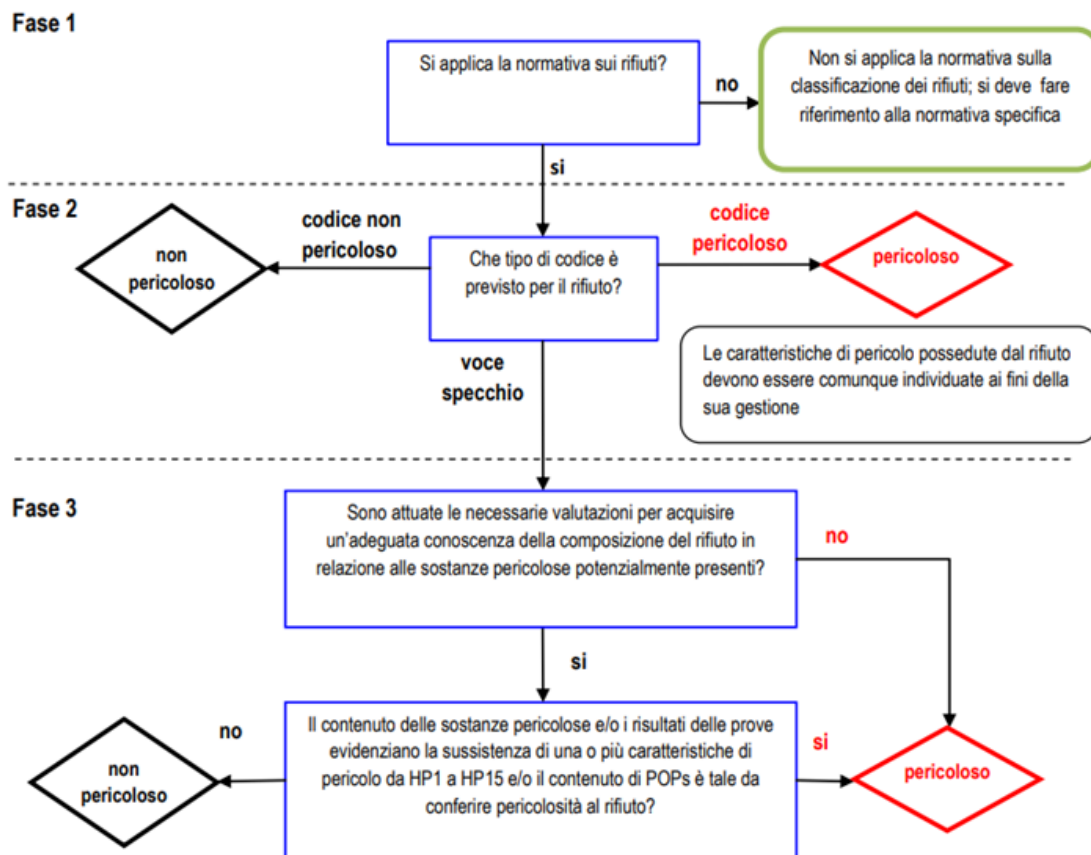 Fase 1
Si applica la normativa sui rifiuti?
no
Non si applica la normativa sulla
classificazione dei rifiuti; si deve fare
riferimento alla normativa specifica
si
Fase 2
non
pericoloso
codice non
pericoloso
Che tipo di codice è
previsto per il rifiuto?
codice
pericoloso
pericoloso
Le caratteristiche di pericolo possedute dal rifiuto
devono essere comunque individuate ai fini della
sua gestione
voce
specchio
Fase 3
Sono attuate le necessarie valutazioni per acquisire
un'adeguata conoscenza della composizione del rifiuto in
relazione alle sostanze pericolose potenzialmente presenti?
no
si
non
pericoloso
no
Il contenuto delle sostanze pericolose e/o i risultati delle prove
evidenziano la sussistenza di una o più caratteristiche di
pericolo da HP1 a HP15 e/o il contenuto di POPs è tale da
conferire pericolosità al rifiuto?
si
pericoloso